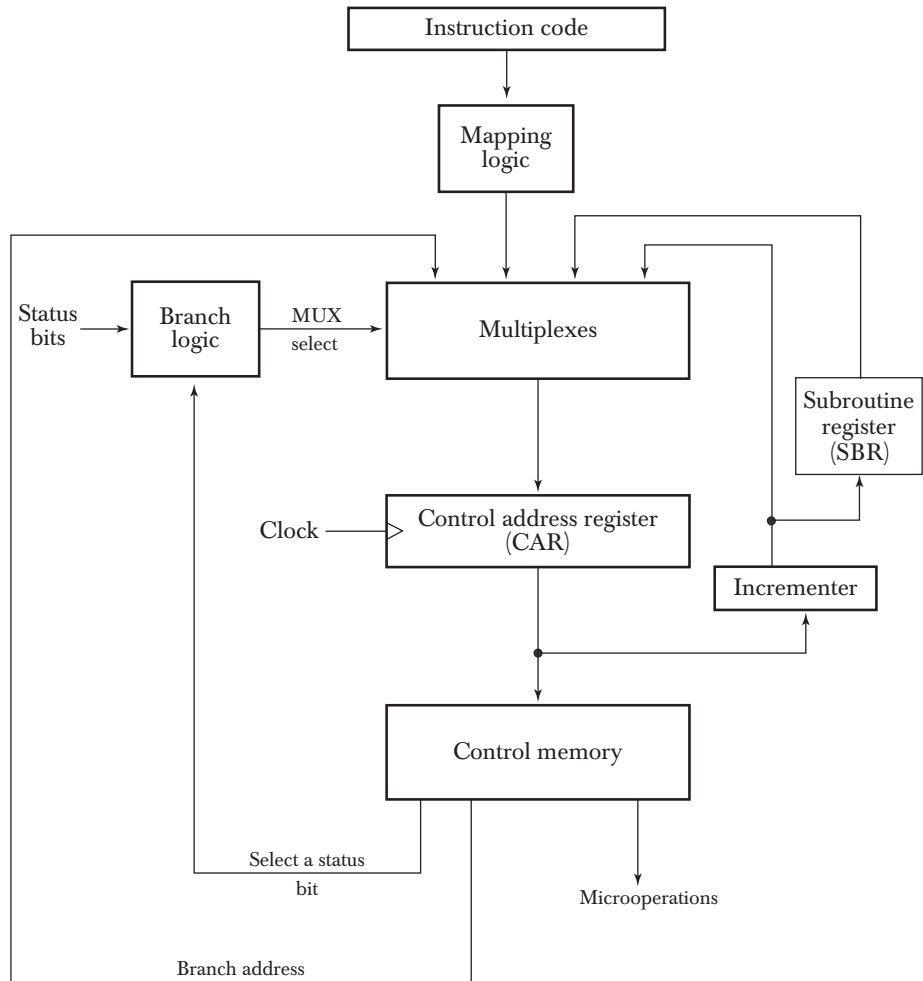 Instruction code
Mapping
logic
Status
bits
Branch
logic
MUX
select
Multiplexes
Subroutine
register
(SBR)
Clock
Control address register
(CAR)
Incrementer
Control memory
Select a status
bit
Microoperations
Branch address